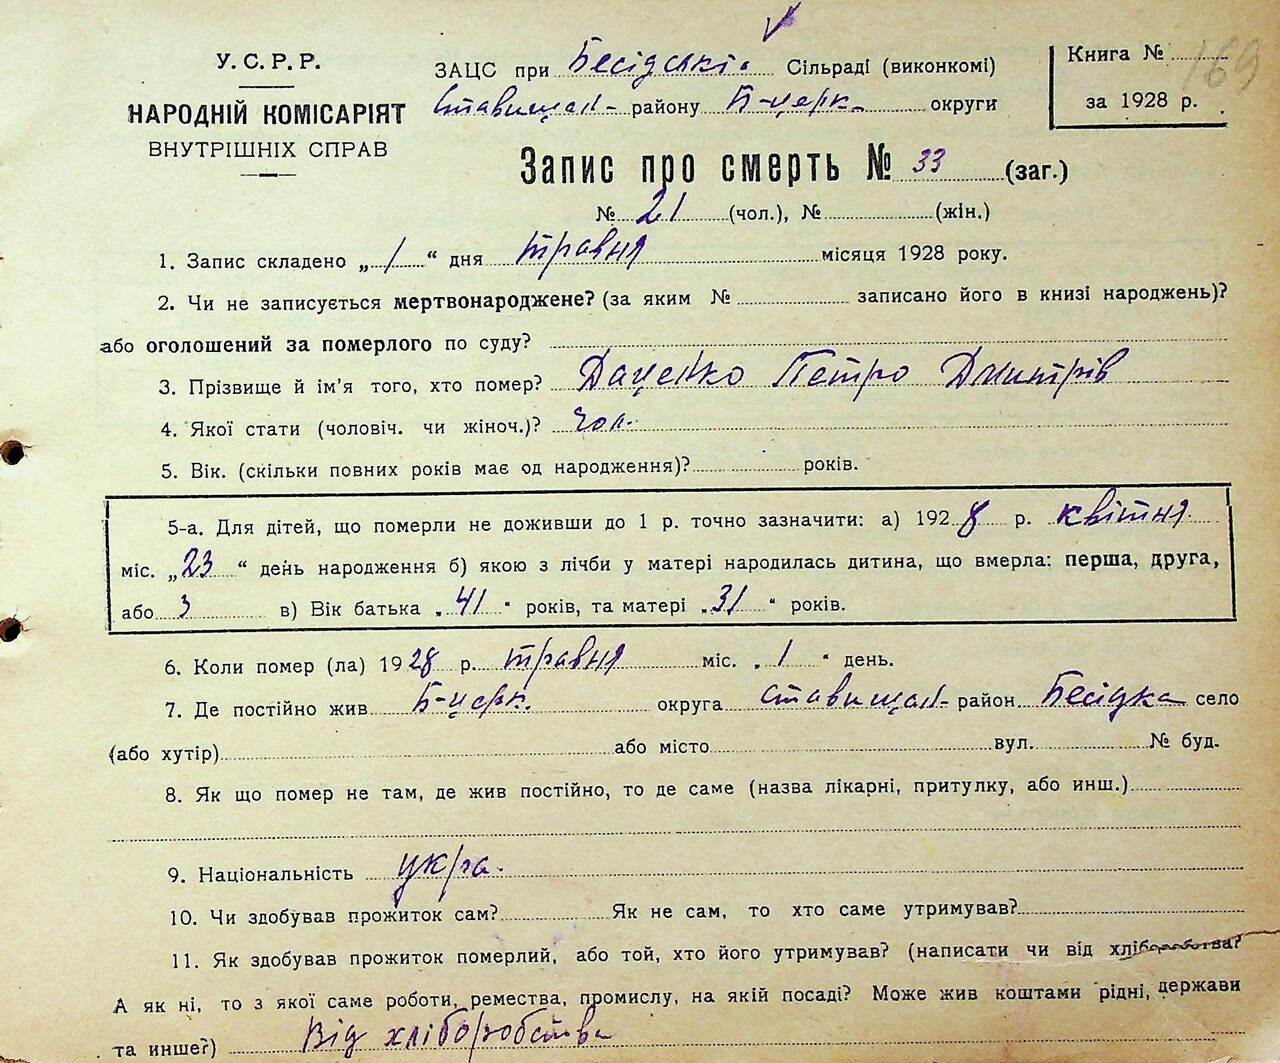 У.С.Р.Р.
НАРОДНІЙ КОМІСАРІЯТ
ВНУТРІШНІХ СПРАВ
ЗАЦС при Бесідській Сільраді (виконкомі)
Ставищан- району Б-церк. округи
Книга № 169
за 1928 р.
Запис про смерть № 33 (заг.)
№ 21 (чол.), № (жін.)
1. Запис складено „1“ дня травня місяця 1928 року.
2. Чи не записується мертвонароджене? (за яким № записано його в книзі народжень)?
або оголошений за померлого по суду?
3. Прізвище й ім'я того, хто помер? Даценко Петро Дмитрів
4. Якої стати (чоловіч. чи жіноч.)? чол.
5. Вік. (скільки повних років має од народження)? років.
5-а. Для дітей, що померли не доживши до 1 р. точно зазначити: а) 1928 р. квітня
міс. „23“ день народження б) якою з лічби у матері народилась дитина, що вмерла: перша, друга,
або 3 в) Вік батька „41“ років, та матері „31“ років.
6. Коли помер (ла) 1928 р. травня міс. „1“ день.
7. Де постійно жив Б-церк. округа Ставищан- район Бесідка село
(або хутір) або місто вул. № буд.
8. Як що помер не там, де жив постійно, то де саме (назва лікарні, притулку, або инш.)
9. Національність укра.
10. Чи здобував прожиток сам? Як не сам, то хто саме утримував?
11. Як здобував прожиток померлий, або той, хто його утримував? (написати чи від хліборобства?
А як ні, то з якої саме роботи, ремества, промислу, на якій посаді? Може жив коштами рідні, держави
та инше?) Від хліборобства